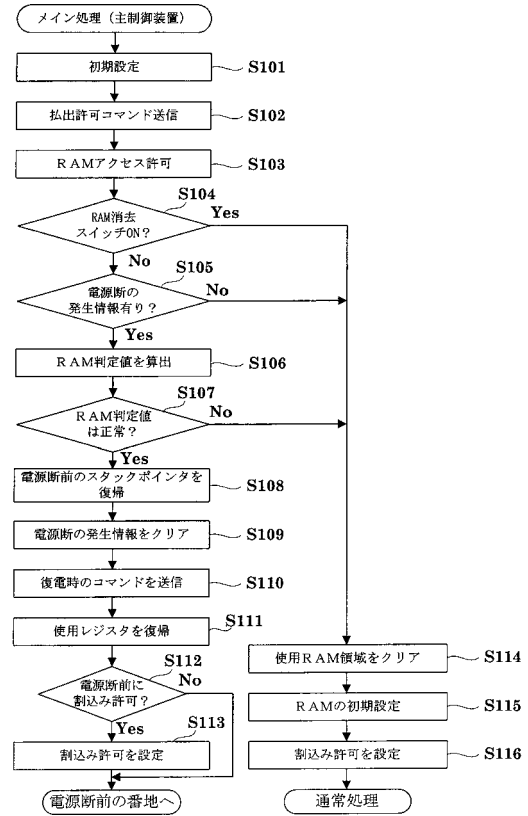 メイン処理（主制御装置）
初期設定
S101
払出許可コマンド送信
S102
ＲＡＭアクセス許可
S103
S104
RAM消去
スイッチON？
Yes
No
S105
電源断の
発生情報有り？
No
Yes
ＲＡＭ判定値を算出
S106
S107
ＲＡＭ判定値
は正常？
No
Yes
電源断前のスタックポインタを
復帰
S108
電源断の発生情報をクリア
S109
復電時のコマンドを送信
S110
S111
使用レジスタを復帰
S112
電源断前に
割込み許可？
No
Yes
S113
割込み許可を設定
電源断前の番地へ
使用ＲＡＭ領域をクリア
S114
ＲＡＭの初期設定
S115
割込み許可を設定
S116
通常処理